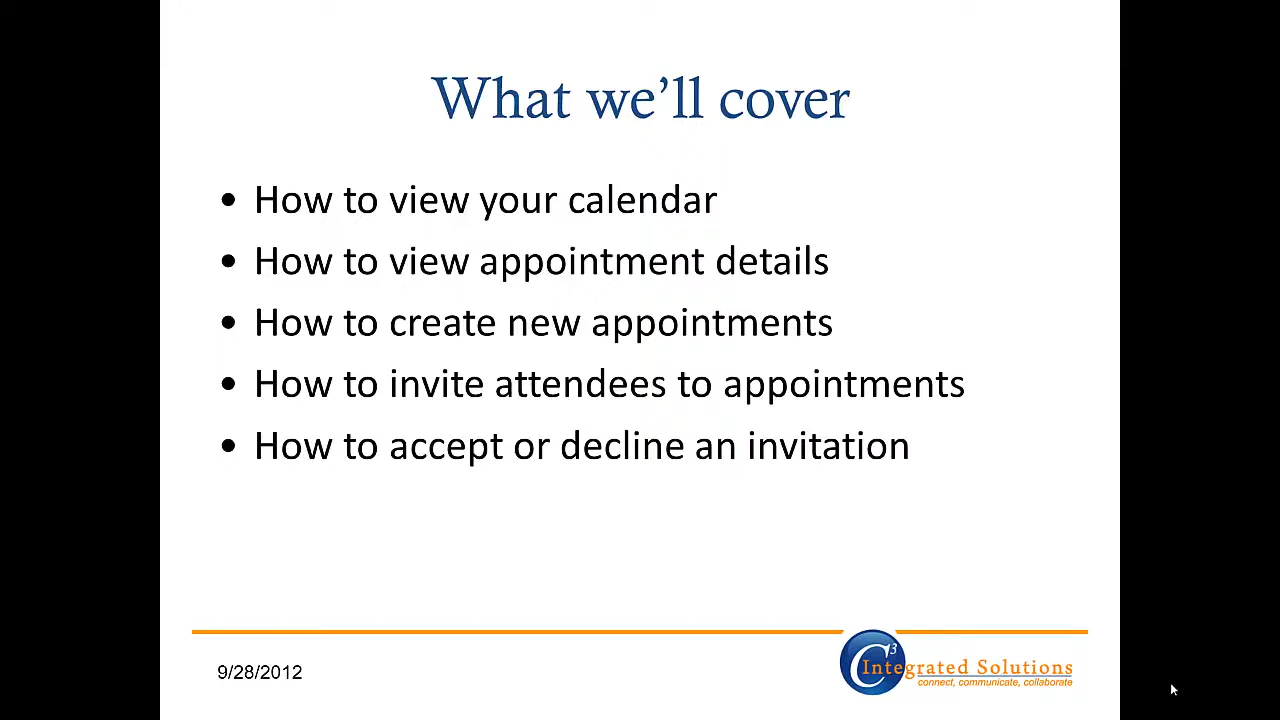 What we’ll cover
• How to view your calendar
• How to view appointment details
• How to create new appointments
• How to invite attendees to appointments
• How to accept or decline an invitation
9/28/2012
C3 Integrated Solutions
connect, communicate, collaborate